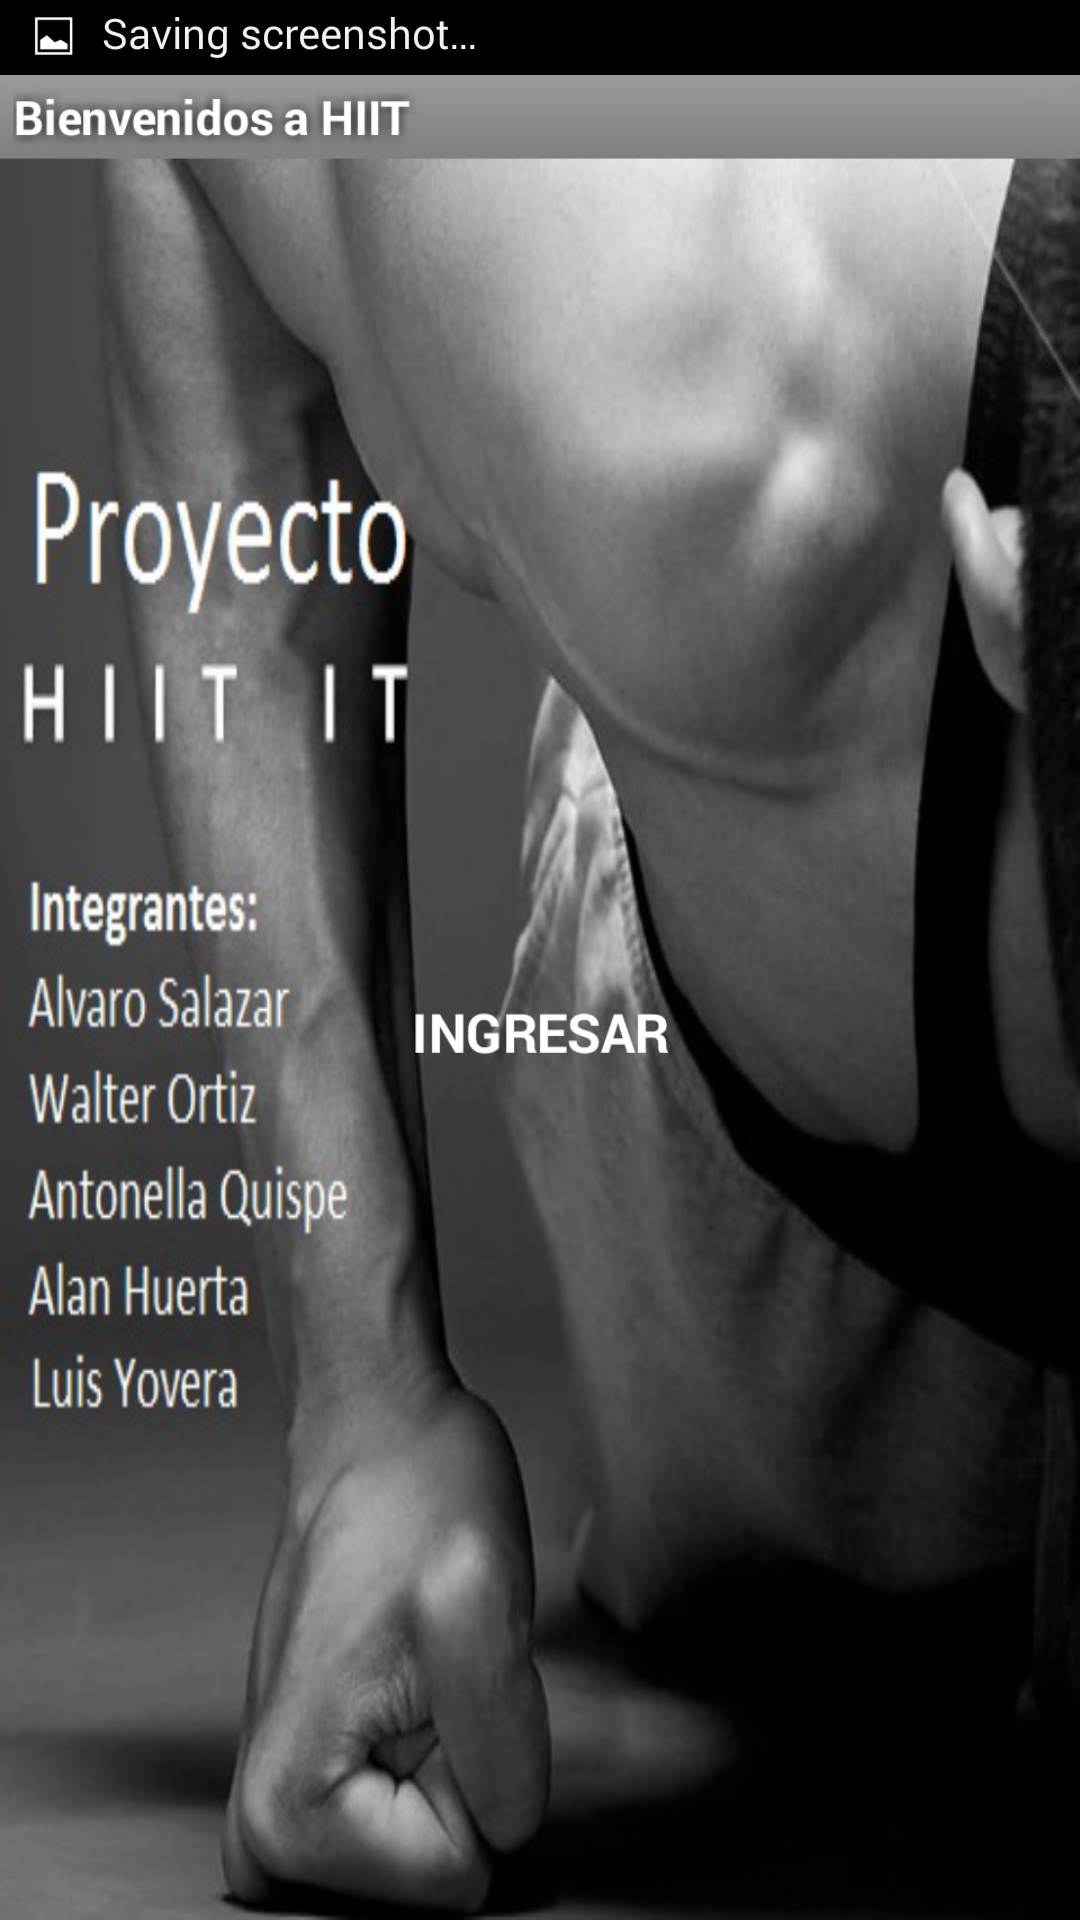 Saving screenshot...
Bienvenidos a HIIT
Proyecto
HIIT IT
Integrantes:
Alvaro Salazar
INGRESAR
Walter Ortiz
Antonella Quispe
Alan Huerta
Luis Yovera